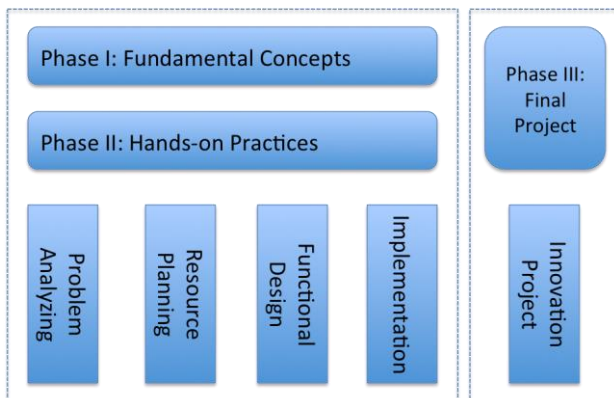 Phase I: Fundamental Concepts
Phase II: Hands-on Practices
Problem
Analyzing
Resource
Planning
Functional
Design
Implementation
Phase III:
Final
Project
Innovation
Project